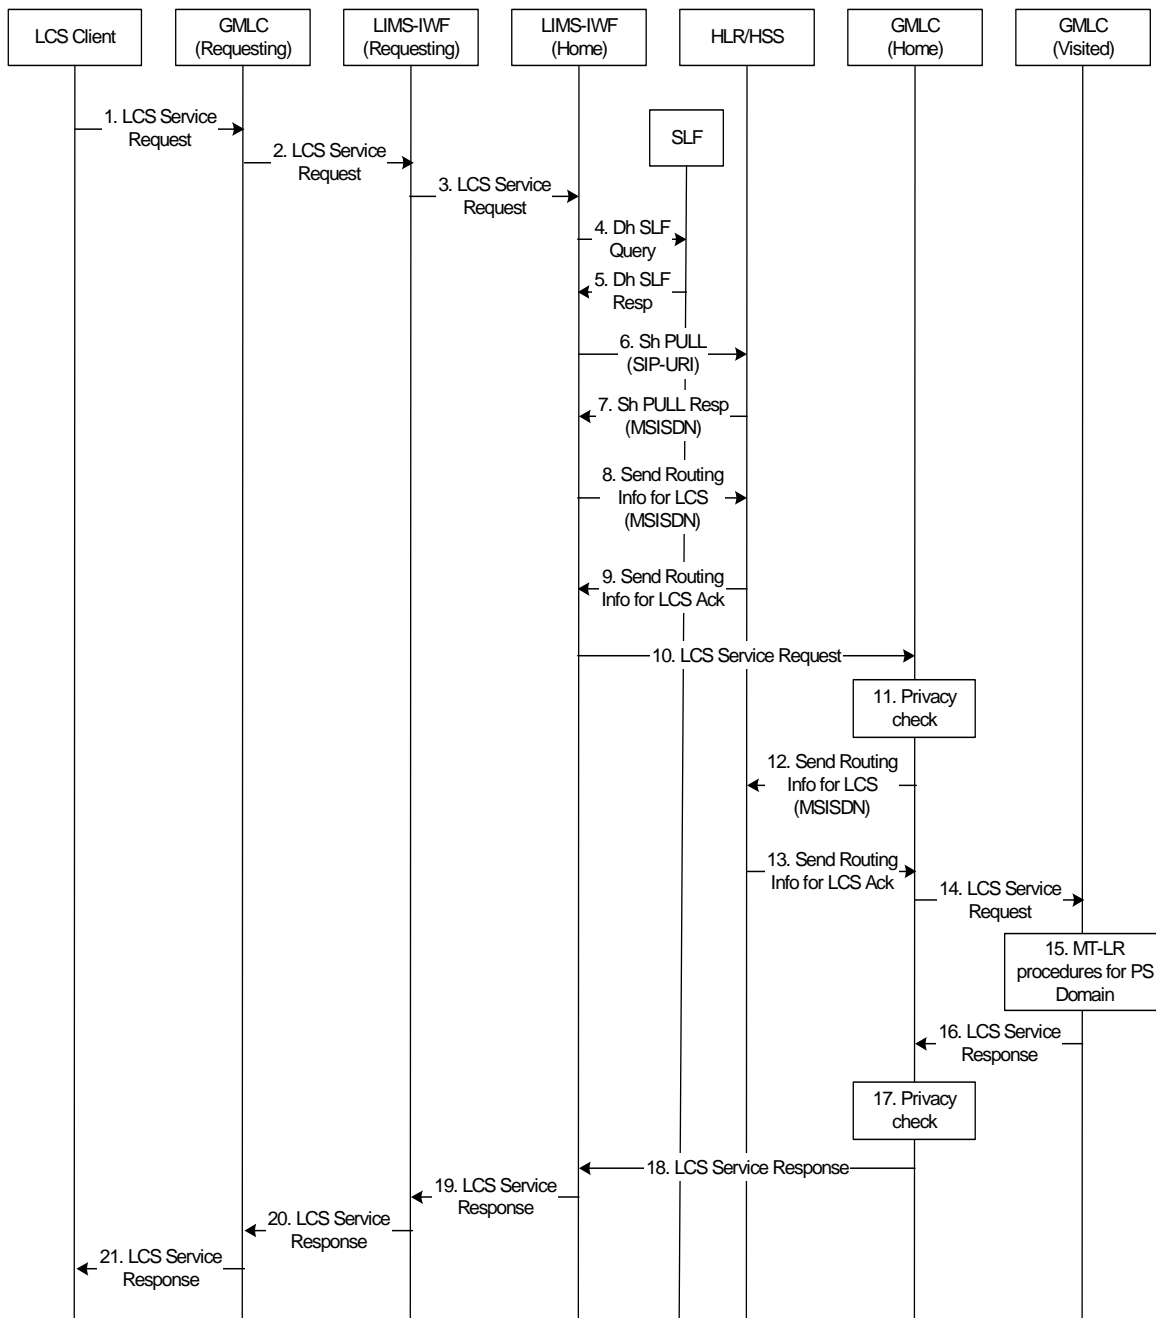 LCS Client
GMLC
(Requesting)
LIMS-IWF
(Requesting)
LIMS-IWF
(Home)
HLR/HSS
GMLC
(Home)
GMLC
(Visited)
SLF
1. LCS Service
Request
2. LCS Service
Request
3. LCS Service
Request
4. Dh SLF
Query
5. Dh SLF
Resp
6. Sh PULL
(SIP-URI)
7. Sh PULL Resp
(MSISDN)
8. Send Routing
Info for LCS
(MSISDN)
9. Send Routing
Info for LCS Ack
10. LCS Service Request
11. Privacy
check
12. Send Routing
Info for LCS
(MSISDN)
13. Send Routing
Info for LCS Ack
14. LCS Service
Request
15. MT-LR
procedures for PS
Domain
16. LCS Service
Response
17. Privacy
check
18. LCS Service Response
19. LCS Service
Response
20. LCS Service
Response
21. LCS Service
Response